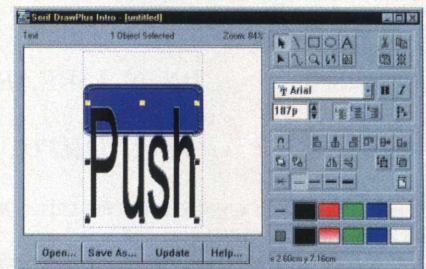 Serif DrawPlus Intro - [untitled]
Text 1 Object Selected Zoom: 84%
A
Arial B I
187p
Push
Open... Save As... Update Help...
x 2.60cm y 7.16cm